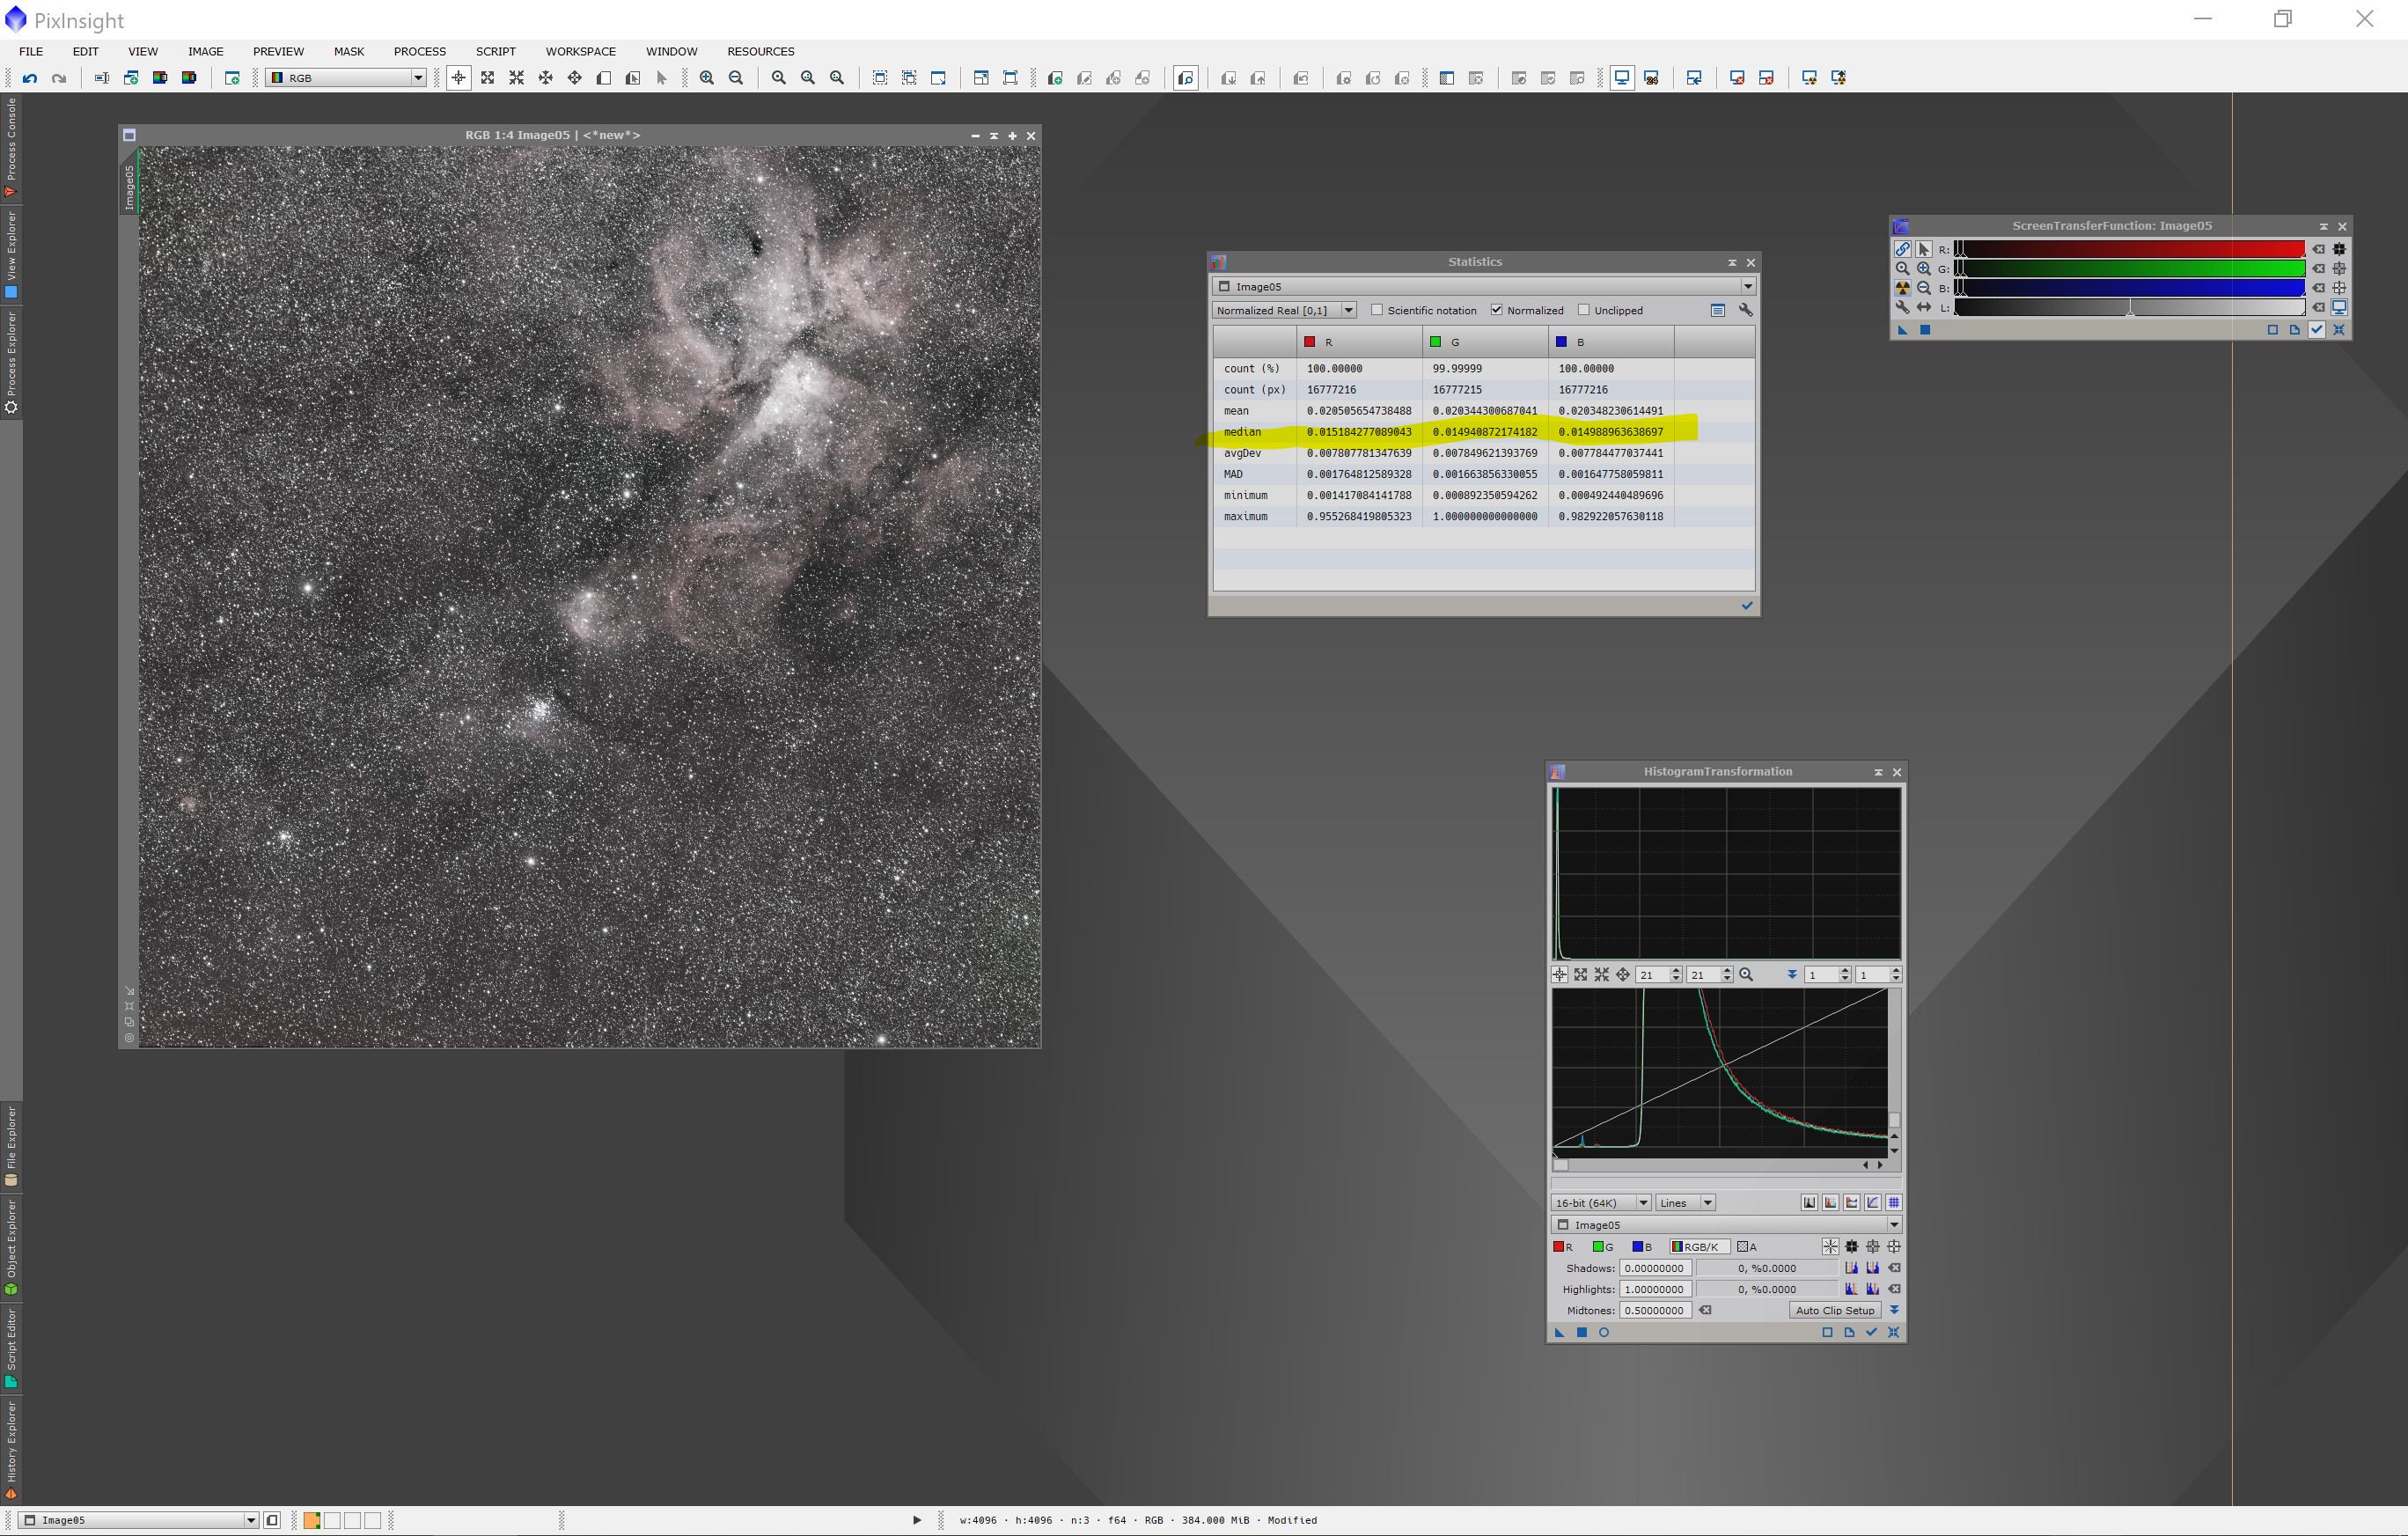 PixInsight
FILE EDIT VIEW IMAGE PREVIEW MASK PROCESS SCRIPT WORKSPACE WINDOW RESOURCES
RGB
Process Console
View Explorer
Process Explorer
File Explorer
Object Explorer
Script Editor
History Explorer
RGB 1:4 Image05 | <*new*>
Image05
Statistics
Image05
Normalized Real [0,1] Scientific notation Normalized Unclipped
R G B
count (%) 100.00000 99.99999 100.00000
count (px) 16777216 16777215 16777216
mean 0.020505654738488 0.020344300687041 0.020348230614491
median 0.015184277089043 0.014940872174182 0.014988963638697
avgDev 0.007807781347639 0.007849621393769 0.007784477037441
MAD 0.001764812589328 0.001663856330055 0.001647758059811
minimum 0.001417084141788 0.000892350594262 0.000492440489696
maximum 0.955268419805323 1.000000000000000 0.982922057630118
ScreenTransferFunction: Image05
R:
G:
B:
L:
HistogramTransformation
21 21 1 1
16-bit (64K) Lines
Image05
R G B RGB/K A
Shadows: 0.00000000 0, %0.0000
Highlights: 1.00000000 0, %0.0000
Midtones: 0.50000000 Auto Clip Setup
Image05
w:4096 · h:4096 · n:3 · f64 · RGB · 384.000 MiB · Modified